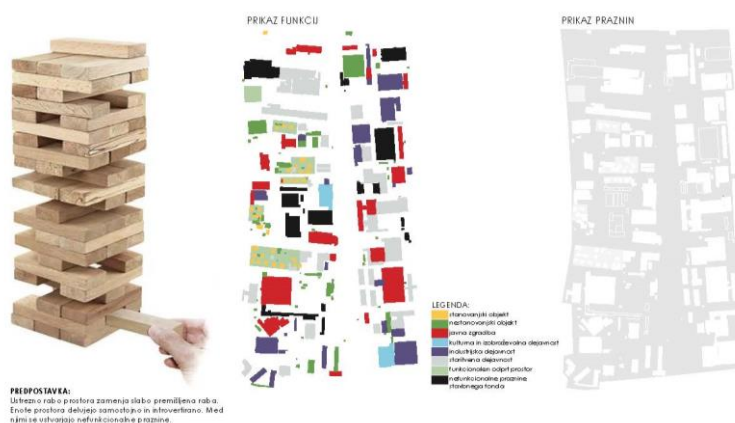 PRIKAZ FUNKCIJ
PRIKAZ PRAZNIN
LEGENDA:
stanovanjski objekt
nestanovanjski objekt
javna zgradba
kulturna in izobraževalna dejavnost
industrijska dejavnost
storitvena dejavnost
funkcionalen odprt prostor
nefunkcionalne praznine
stavbnega fonda
PREDPOSTAVKA:
Ustrezno rabo prostora zamenja slabo premišljena raba.
Enote prostora delujejo samostojno in introvertirano. Med
njimi se ustvarjajo nefunkcionalne praznine.